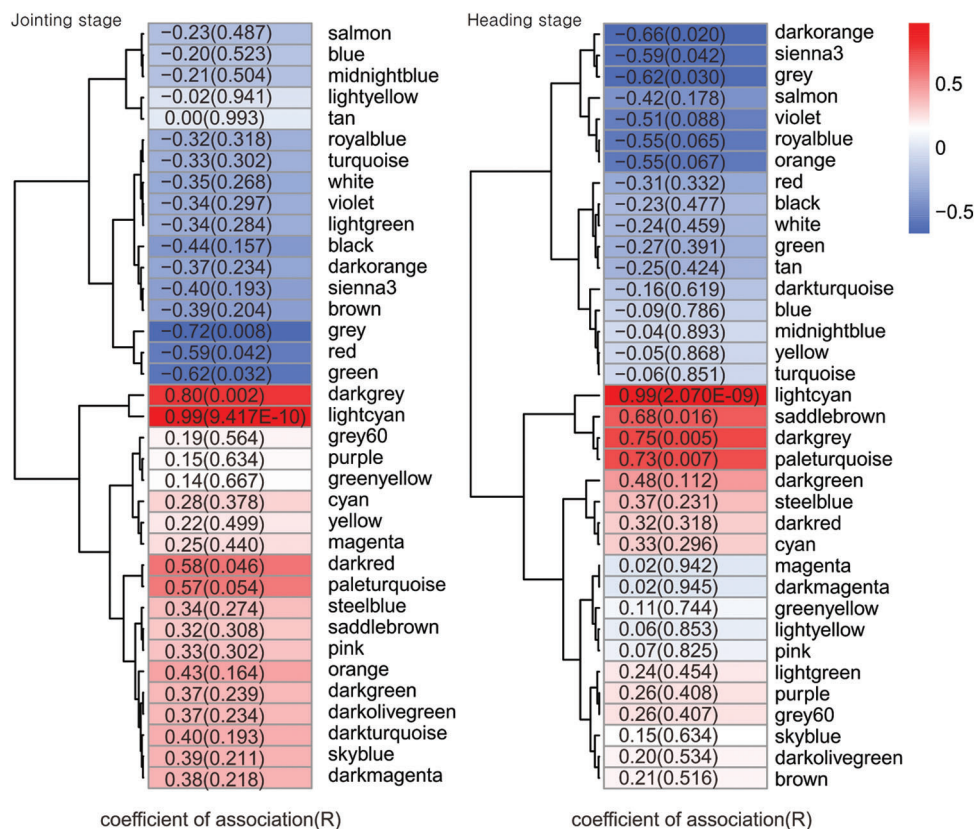 Jointing stage
−0.23(0.487) salmon
−0.20(0.523) blue
−0.21(0.504) midnightblue
−0.02(0.941) lightyellow
0.00(0.993) tan
−0.32(0.318) royalblue
−0.33(0.302) turquoise
−0.35(0.268) white
−0.34(0.297) violet
−0.34(0.284) lightgreen
−0.44(0.157) black
−0.37(0.234) darkorange
−0.40(0.193) sienna3
−0.39(0.204) brown
−0.72(0.008) grey
−0.59(0.042) red
−0.62(0.032) green
0.80(0.002) darkgrey
0.99(9.417E-10) lightcyan
0.19(0.564) grey60
0.15(0.634) purple
0.14(0.667) greenyellow
0.28(0.378) cyan
0.22(0.499) yellow
0.25(0.440) magenta
0.58(0.046) darkred
0.57(0.054) paleturquoise
0.34(0.274) steelblue
0.32(0.308) saddlebrown
0.33(0.302) pink
0.43(0.164) orange
0.37(0.239) darkgreen
0.37(0.234) darkolivegreen
0.40(0.193) darkturquoise
0.39(0.211) skyblue
0.38(0.218) darkmagenta
coefficient of association(R)
Heading stage
−0.66(0.020) darkorange
−0.59(0.042) sienna3
−0.62(0.030) grey
−0.42(0.178) salmon
−0.51(0.088) violet
−0.55(0.065) royalblue
−0.55(0.067) orange
−0.31(0.332) red
−0.23(0.477) black
−0.24(0.459) white
−0.27(0.391) green
−0.25(0.424) tan
−0.16(0.619) darkturquoise
−0.09(0.786) blue
−0.04(0.893) midnightblue
−0.05(0.868) yellow
−0.06(0.851) turquoise
0.99(2.070E-09) lightcyan
0.68(0.016) saddlebrown
0.75(0.005) darkgrey
0.73(0.007) paleturquoise
0.48(0.112) darkgreen
0.37(0.231) steelblue
0.32(0.318) darkred
0.33(0.296) cyan
0.02(0.942) magenta
0.02(0.945) darkmagenta
0.11(0.744) greenyellow
0.06(0.853) lightyellow
0.07(0.825) pink
0.24(0.454) lightgreen
0.26(0.408) purple
0.26(0.407) grey60
0.15(0.634) skyblue
0.20(0.534) darkolivegreen
0.21(0.516) brown
coefficient of association(R)
0.5
0
−0.5